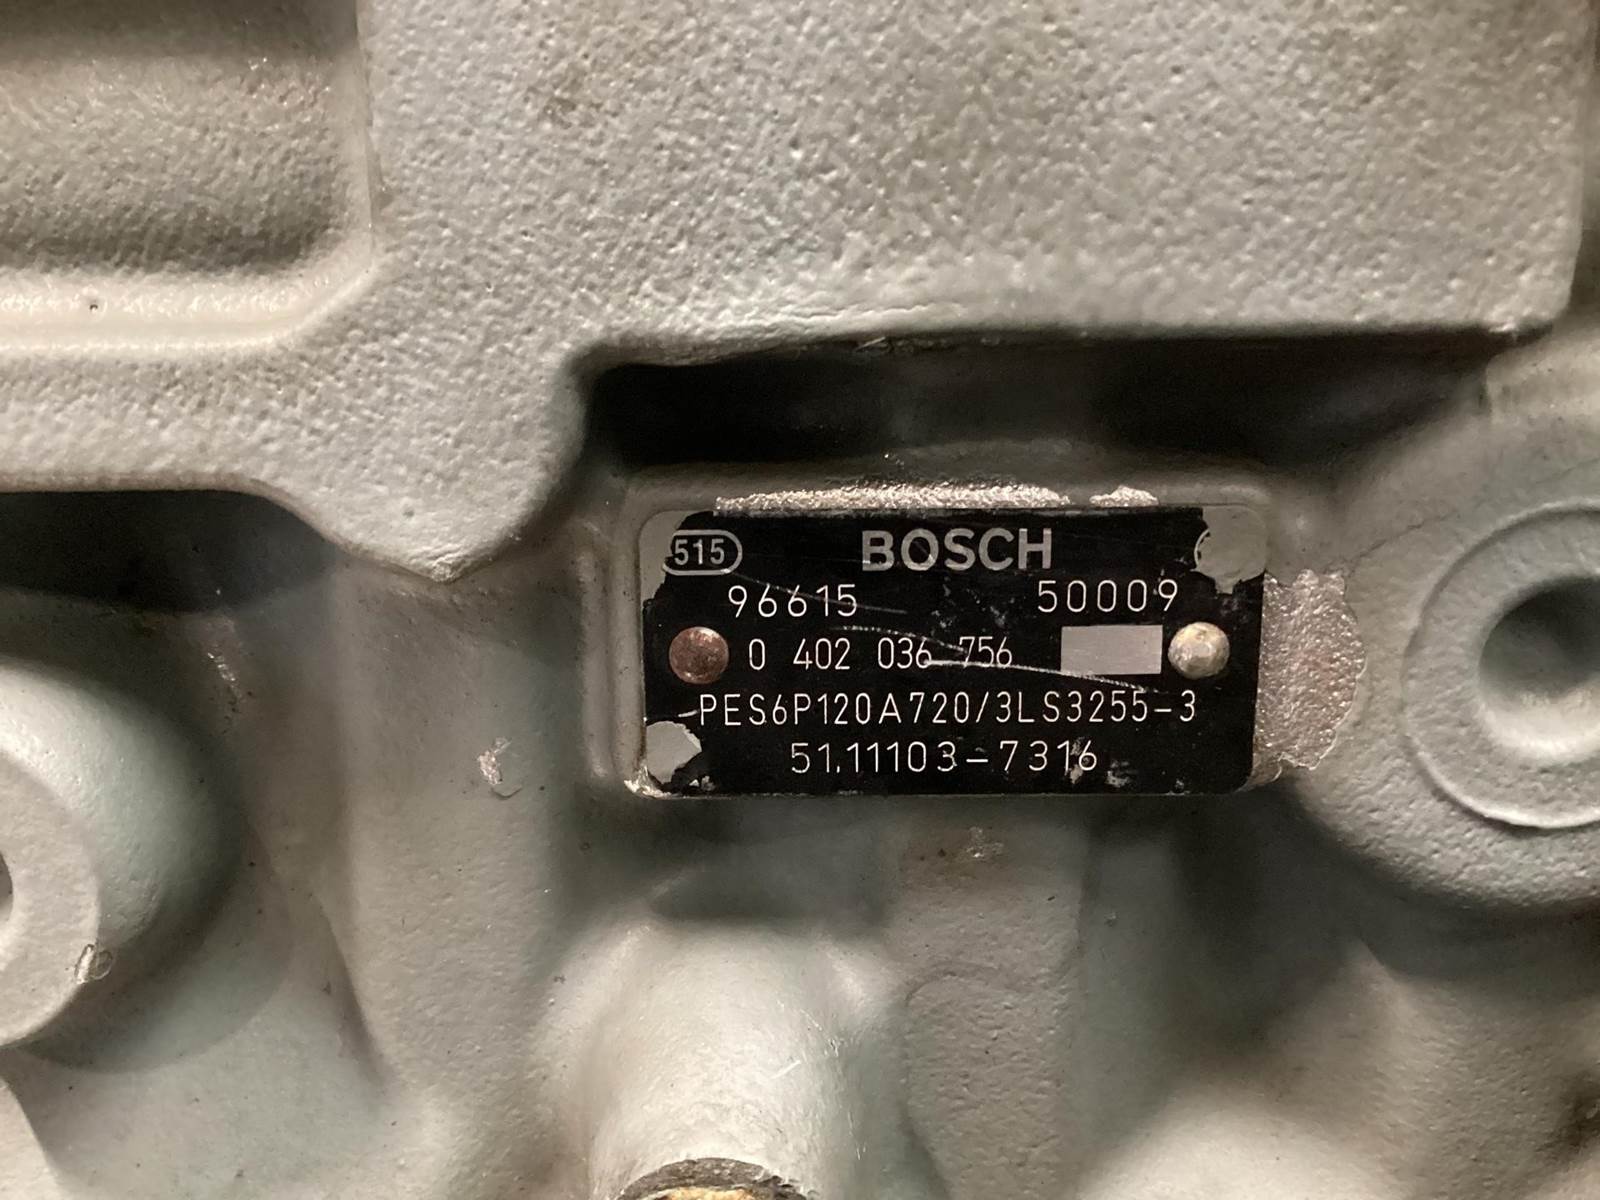 515 BOSCH
96615 50009
0 402 036 756
PES6P120A720/3LS3255-3
51.11103-7316